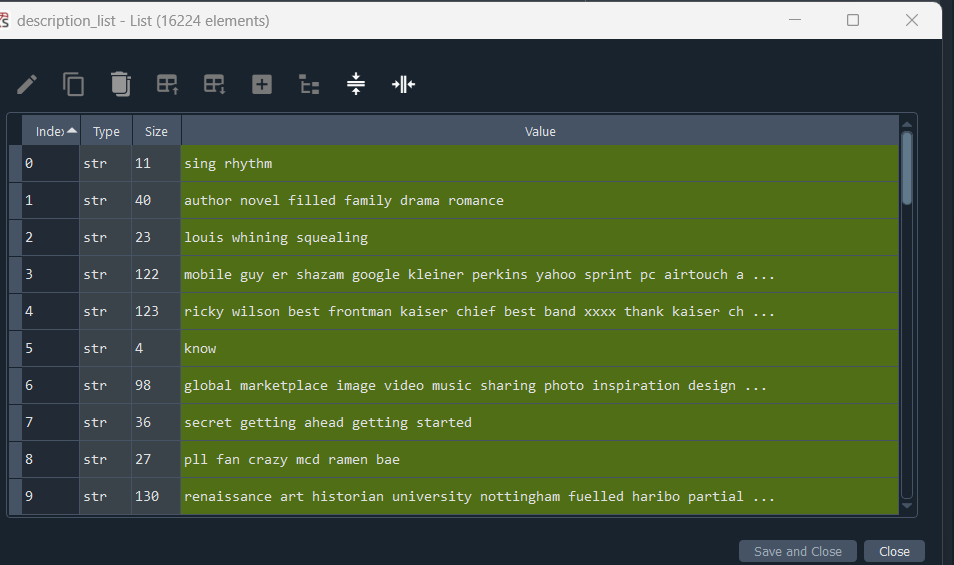 description_list - List (16224 elements)
Index Type Size Value
0 str 11 sing rhythm
1 str 40 author novel filled family drama romance
2 str 23 louis whining squealing
3 str 122 mobile guy er shazam google kleiner perkins yahoo sprint pc airtouch a ...
4 str 123 ricky wilson best frontman kaiser chief best band xxxx thank kaiser ch ...
5 str 4 know
6 str 98 global marketplace image video music sharing photo inspiration design ...
7 str 36 secret getting ahead getting started
8 str 27 pll fan crazy mcd ramen bae
9 str 130 renaissance art historian university nottingham fuelled haribo partial ...
Save and Close Close